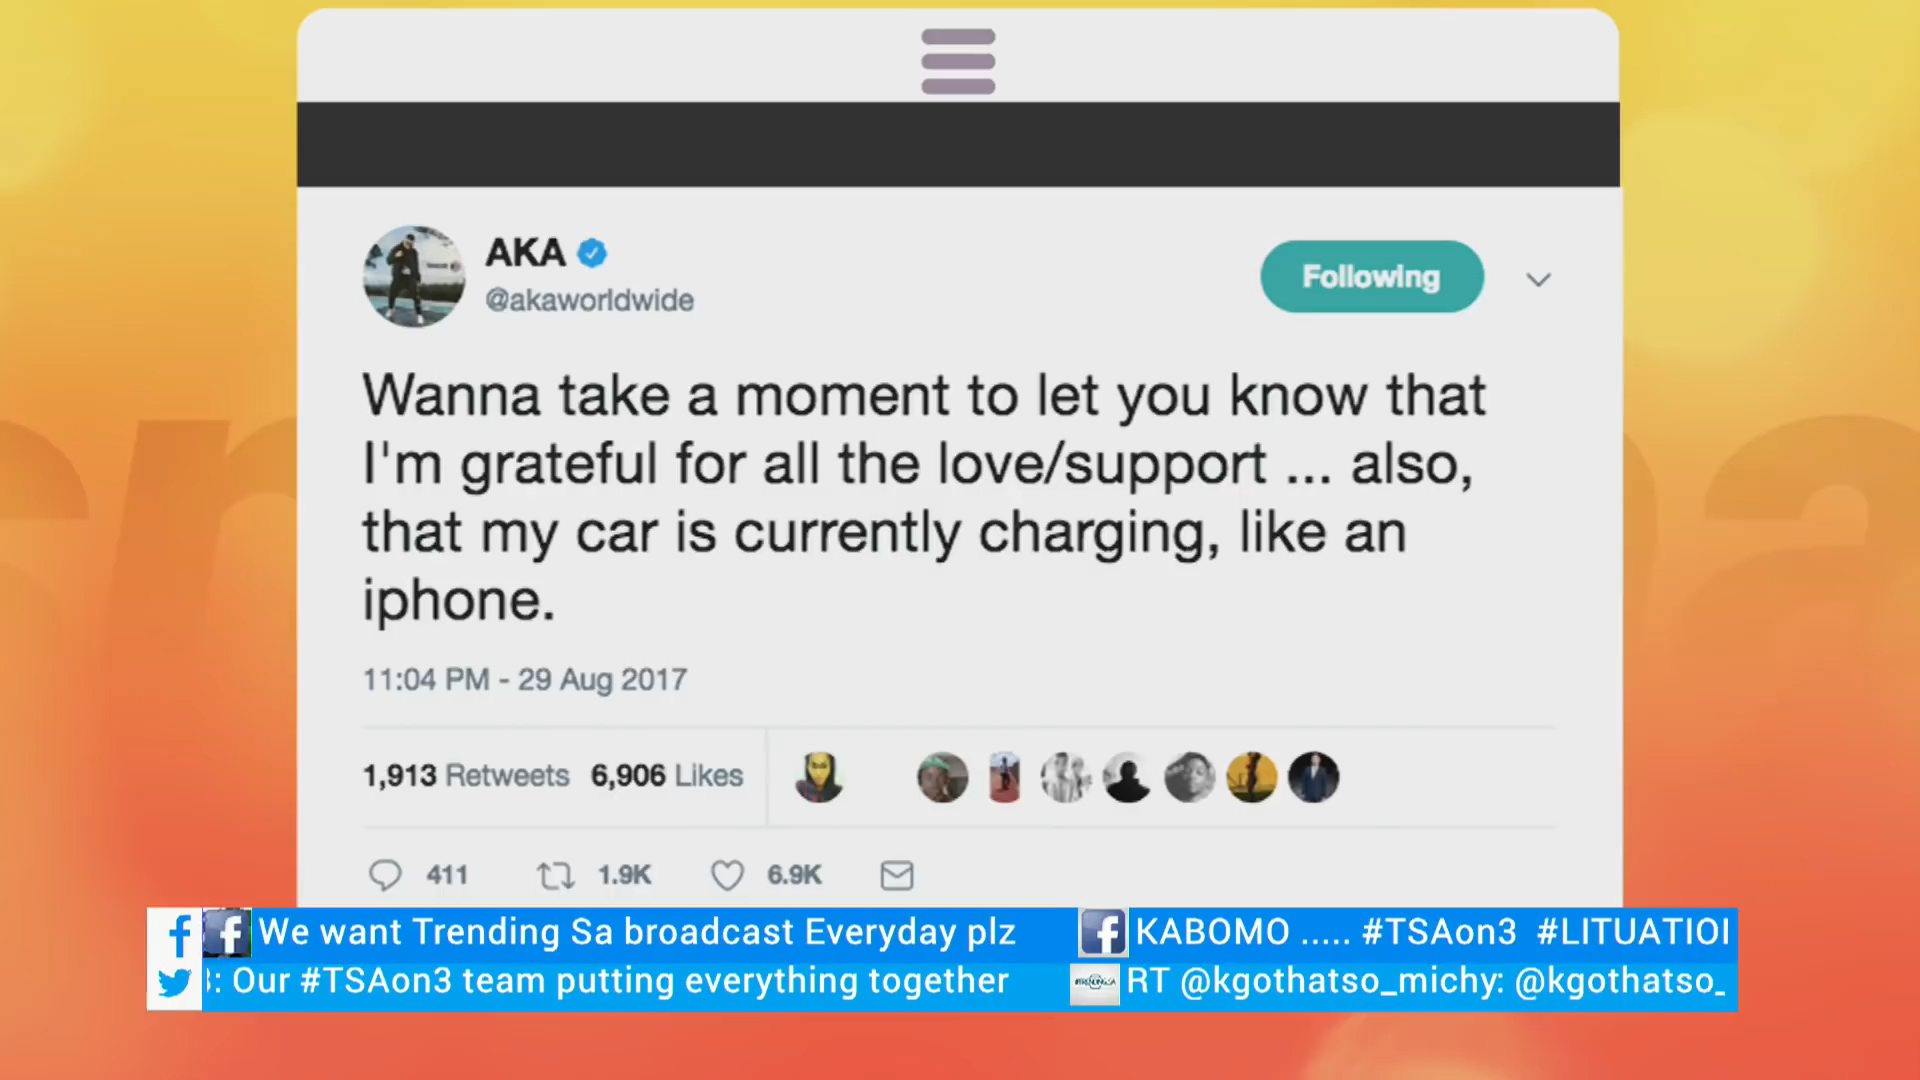 AKA
@akaworldwide
Following
Wanna take a moment to let you know that
I'm grateful for all the love/support ... also,
that my car is currently charging, like an
iphone.
11:04 PM - 29 Aug 2017
1,913 Retweets 6,906 Likes
411 1.9K 6.9K
We want Trending Sa broadcast Everyday plz KABOMO ..... #TSAon3 #LITUATIO
: Our #TSAon3 team putting everything together RT @kgothatso_michy: @kgothatso_